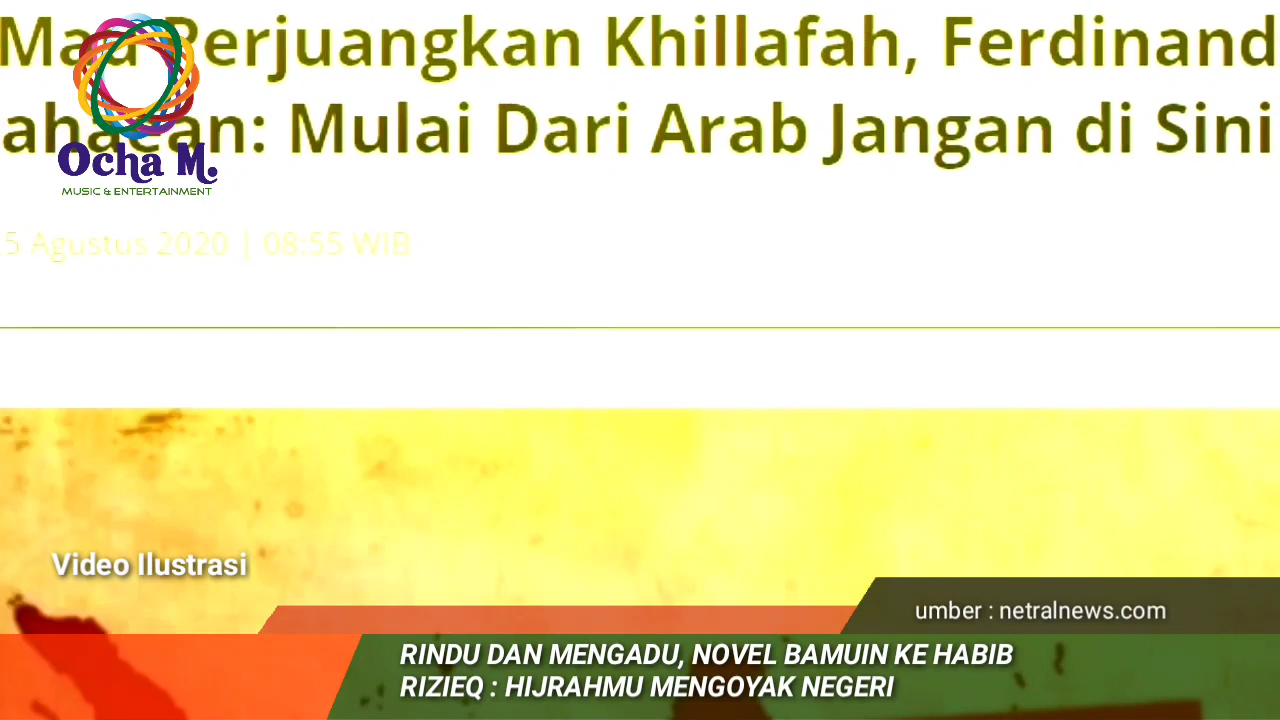 Mau Berjuangkan Khillafah, Ferdinand
ahaean: Mulai Dari Arab Jangan di Sini
Ocha M.
MUSIC & ENTERTAINMENT
5 Agustus 2020 | 08:55 WIB
Video Ilustrasi
umber : netralnews.com
RINDU DAN MENGADU, NOVEL BAMUIN KE HABIB
RIZIEQ : HIJRAHMU MENGOYAK NEGERI